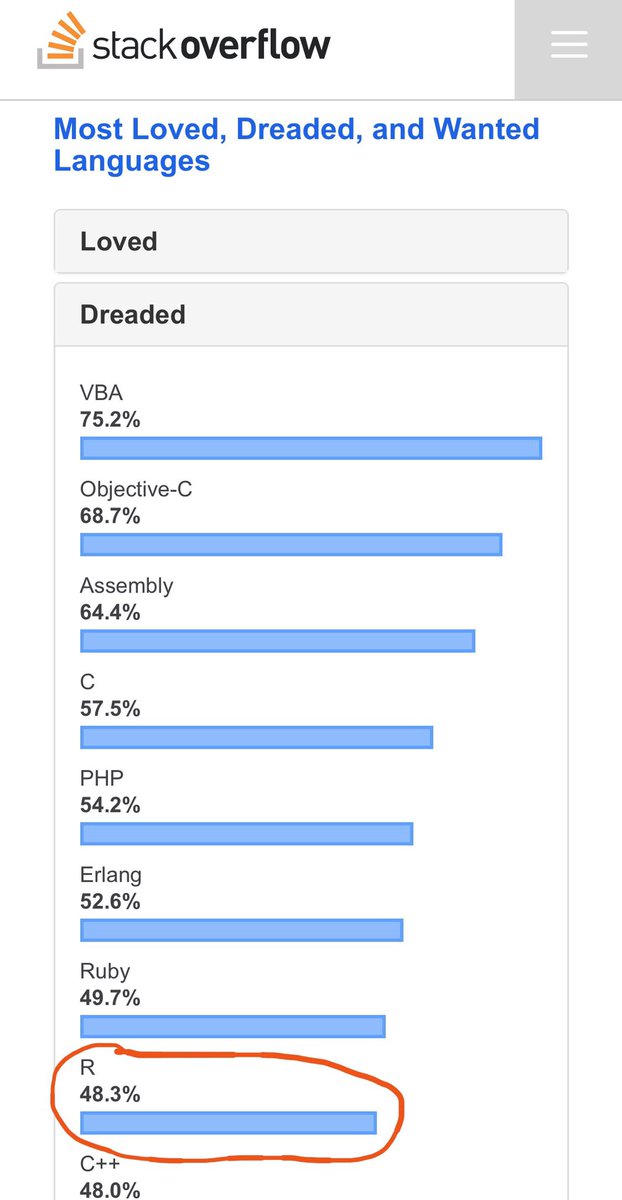 stackoverflow
Most Loved, Dreaded, and Wanted
Languages
Loved
Dreaded
VBA
75.2%
Objective-C
68.7%
Assembly
64.4%
C
57.5%
PHP
54.2%
Erlang
52.6%
Ruby
49.7%
R
48.3%
C++
48.0%